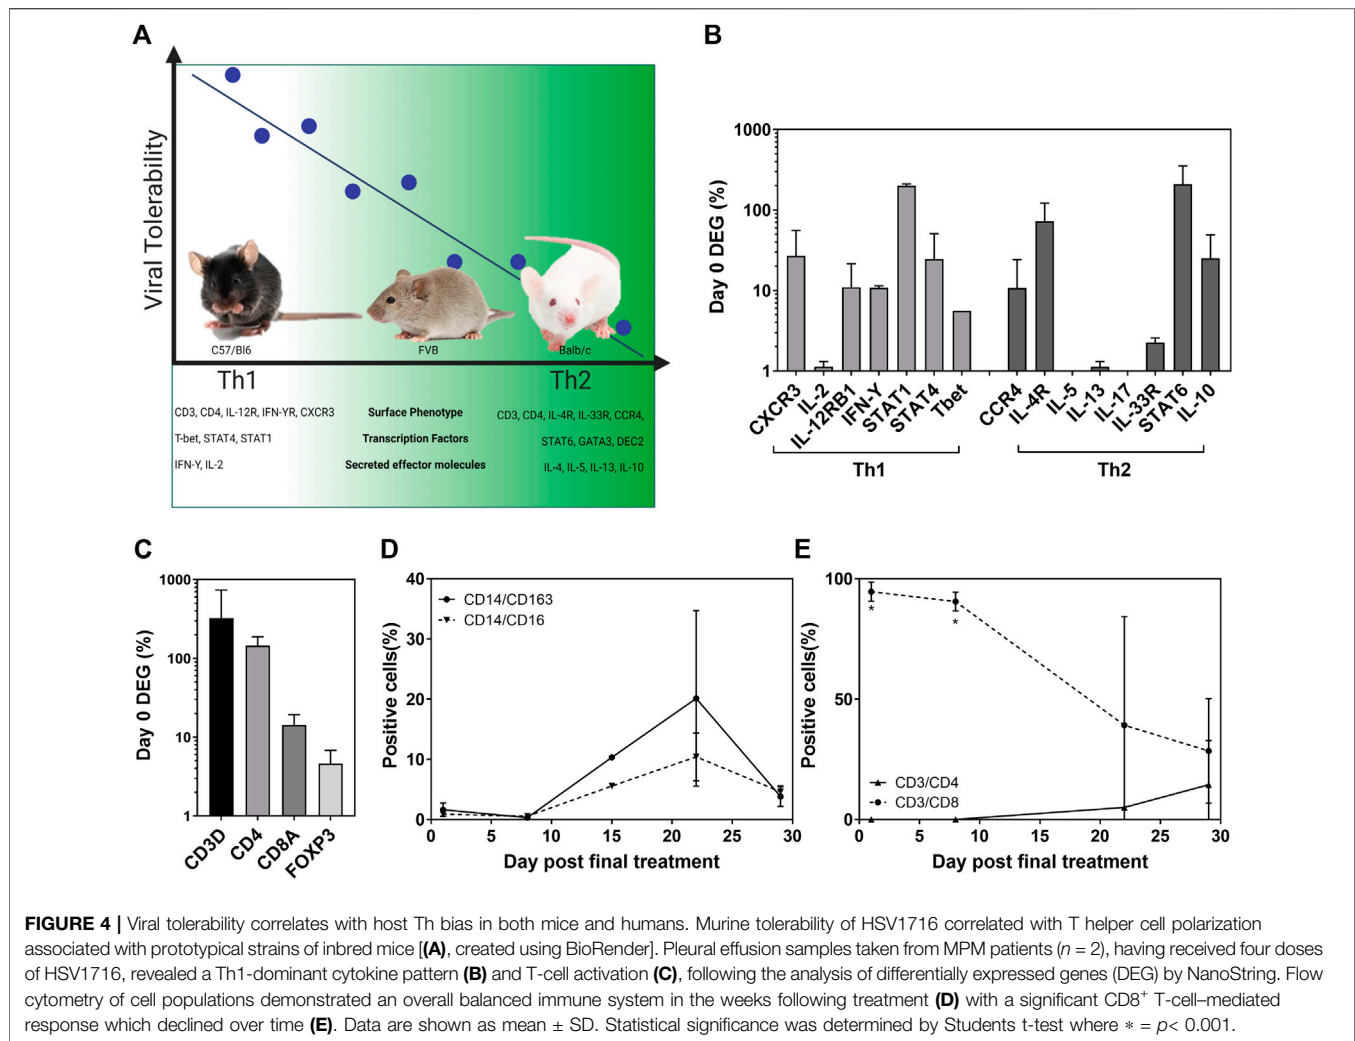 A
Viral Tolerability
C57/Bl6
FVB
Balb/c
Th1
Th2
CD3, CD4, IL-12R, IFN-YR, CXCR3
Surface Phenotype
CD3, CD4, IL-4R, IL-33R, CCR4,
T-bet, STAT4, STAT1
Transcription Factors
STAT6, GATA3, DEC2
IFN-Y, IL-2
Secreted effector molecules
IL-4, IL-5, IL-13, IL-10
B
Day 0 DEG (%)
1000
100
10
1
CXCR3
IL-2
IL-12RB1
IFN-Y
STAT1
STAT4
Tbet
CCR4
IL-4R
IL-5
IL-13
IL-17
IL-33R
STAT6
IL-10
Th1
Th2
C
Day 0 DEG (%)
1000
100
10
1
CD3D
CD4
CD8A
FOXP3
D
Positive cells(%)
40
30
20
10
0
CD14/CD163
CD14/CD16
0 5 10 15 20 25 30
Day post final treatment
E
Positive cells(%)
100
50
0
*
*
CD3/CD4
CD3/CD8
0 5 10 15 20 25 30
Day post final treatment
FIGURE 4 | Viral tolerability correlates with host Th bias in both mice and humans. Murine tolerability of HSV1716 correlated with T helper cell polarization
associated with prototypical strains of inbred mice [(A), created using BioRender]. Pleural effusion samples taken from MPM patients (n = 2), having received four doses
of HSV1716, revealed a Th1-dominant cytokine pattern (B) and T-cell activation (C), following the analysis of differentially expressed genes (DEG) by NanoString. Flow
cytometry of cell populations demonstrated an overall balanced immune system in the weeks following treatment (D) with a significant CD8+ T-cell–mediated
response which declined over time (E). Data are shown as mean ± SD. Statistical significance was determined by Students t-test where * = p< 0.001.